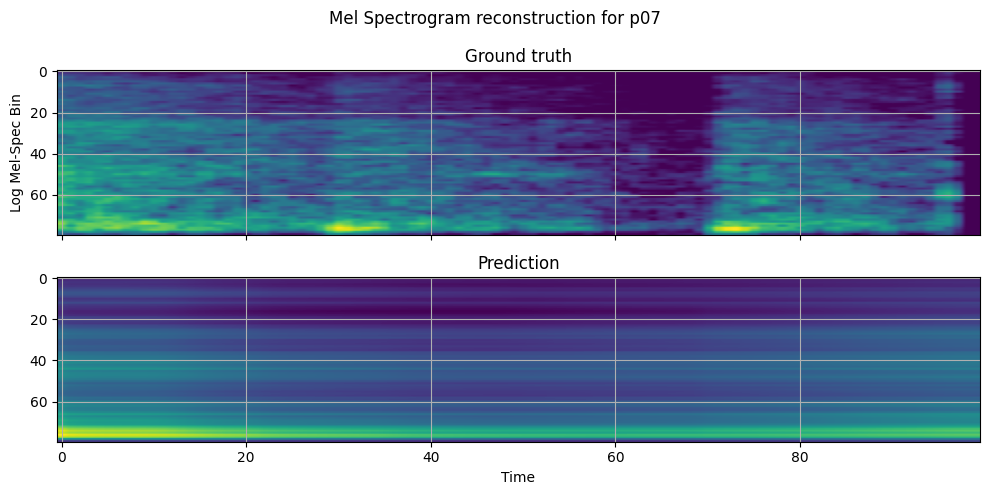 Mel Spectrogram reconstruction for p07
Ground truth
Log Mel-Spec Bin
0
20
40
60
Prediction
0
20
40
60
0 20 40 60 80
Time